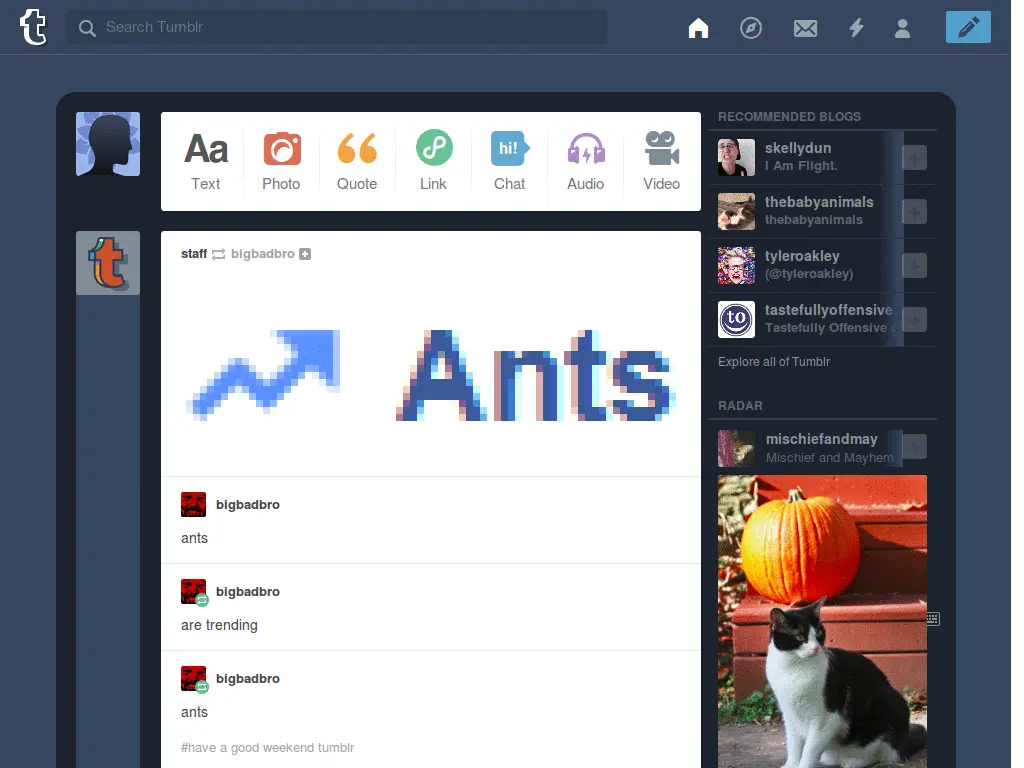 Search Tumblr
Aa
hi!
Text
Photo
Quote
Link
Chat
Audio
Video
staff bigbadbro
Ants
bigbadbro
ants
bigbadbro
are trending
bigbadbro
ants
#have a good weekend tumblr
RECOMMENDED BLOGS
skellydun
I Am Flight.
thebabyanimals
thebabyanimals
tyleroakley
(@tyleroakley)
to
tastefullyoffensive
Tastefully Offensive
Explore all of Tumblr
RADAR
mischiefandmay
Mischief and Mayhem